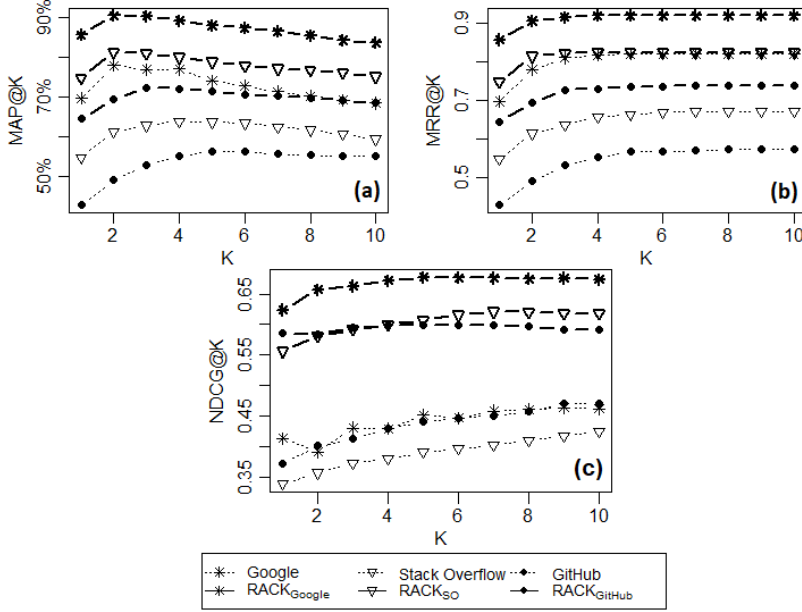 90%
70%
50%
MAP@K
2 4 6 8 10
K
(a)
0.9
0.7
0.5
MRR@K
2 4 6 8 10
K
(b)
0.65
0.55
0.45
0.35
NDCG@K
2 4 6 8 10
K
(c)
Google Stack Overflow GitHub
RACKGoogle RACKSO RACKGitHub